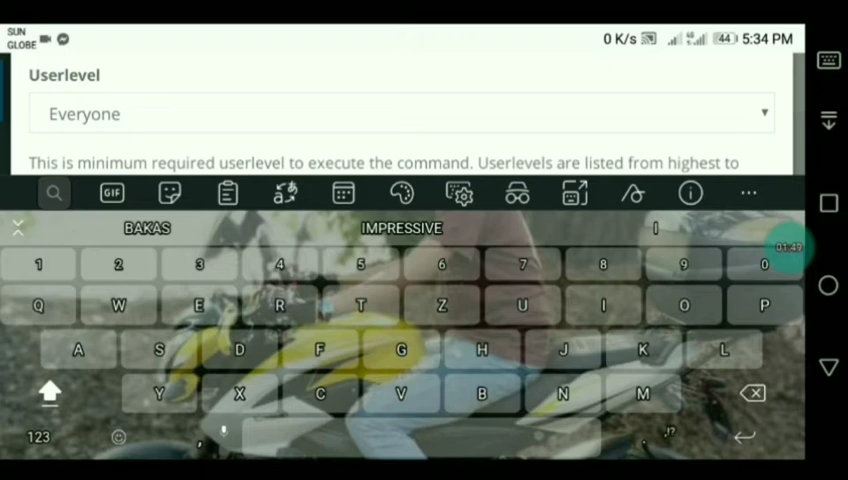 SUN
GLOBE
0 K/s 4G 44 5:34 PM
Userlevel
Everyone
This is minimum required userlevel to execute the command. Userlevels are listed from highest to
GIF
BAKAS IMPRESSIVE I
01:49
1 2 3 4 5 6 7 8 9 0
Q W E R T Z U I O P
A S D F G H J K L
Y X C V B N M
123 , .!?